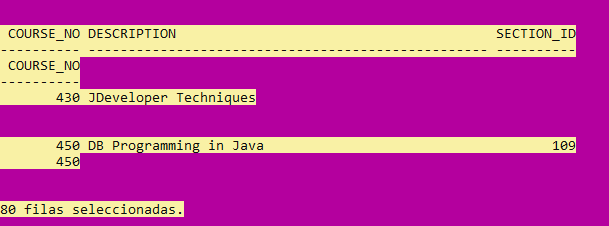 COURSE_NO DESCRIPTION                                        SECTION_ID
---------- -------------------------------------------------- ----------
COURSE_NO
----------
430 JDeveloper Techniques
450 DB Programming in Java                                    109
450
80 filas seleccionadas.